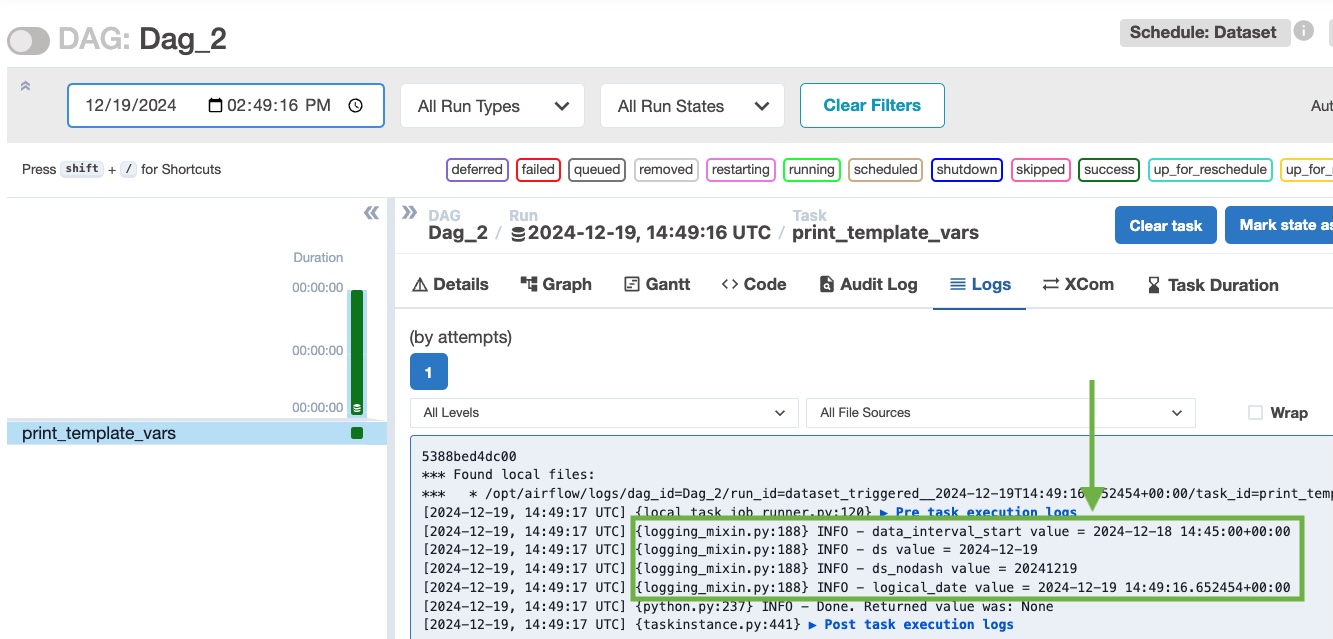 DAG: Dag_2
Schedule: Dataset
12/19/2024 02:49:16 PM
All Run Types
All Run States
Clear Filters
Aut
Press shift + / for Shortcuts
deferred failed queued removed restarting running scheduled shutdown skipped success up_for_reschedule up_for_
DAG Run Task
Dag_2 / 2024-12-19, 14:49:16 UTC / print_template_vars
Clear task
Mark state as
Duration
00:00:00
00:00:00
00:00:00
print_template_vars
Details Graph Gantt Code Audit Log Logs XCom Task Duration
(by attempts)
1
All Levels
All File Sources
Wrap
5388bed4dc00
*** Found local files:
***   * /opt/airflow/logs/dag_id=Dag_2/run_id=dataset_triggered__2024-12-19T14:49:16.652454+00:00/task_id=print_temp
[2024-12-19, 14:49:17 UTC] {local_task_job_runner.py:120} ▶ Pre task execution logs
[2024-12-19, 14:49:17 UTC] {logging_mixin.py:188} INFO - data_interval_start value = 2024-12-18 14:45:00+00:00
[2024-12-19, 14:49:17 UTC] {logging_mixin.py:188} INFO - ds value = 2024-12-19
[2024-12-19, 14:49:17 UTC] {logging_mixin.py:188} INFO - ds_nodash value = 20241219
[2024-12-19, 14:49:17 UTC] {logging_mixin.py:188} INFO - logical_date value = 2024-12-19 14:49:16.652454+00:00
[2024-12-19, 14:49:17 UTC] {python.py:237} INFO - Done. Returned value was: None
[2024-12-19, 14:49:17 UTC] {taskinstance.py:441} ▶ Post task execution logs